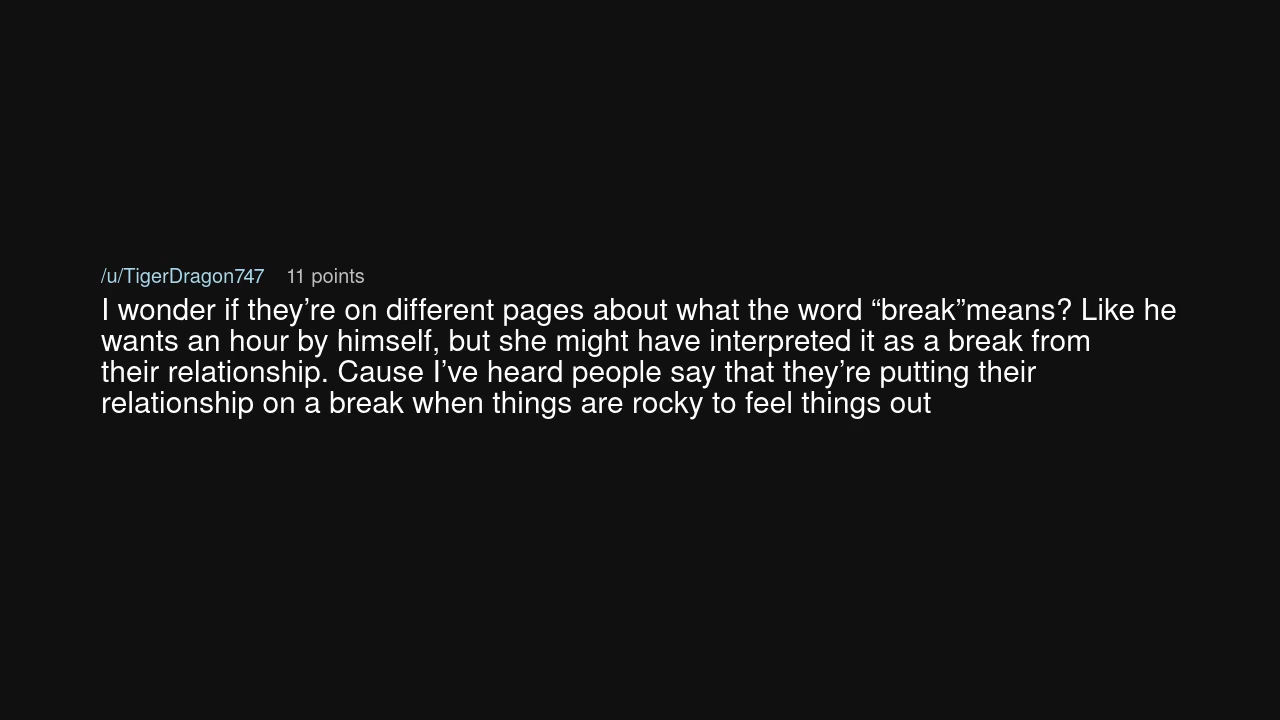 /u/TigerDragon747 11 points
I wonder if they’re on different pages about what the word “break”means? Like he
wants an hour by himself, but she might have interpreted it as a break from
their relationship. Cause I’ve heard people say that they’re putting their
relationship on a break when things are rocky to feel things out